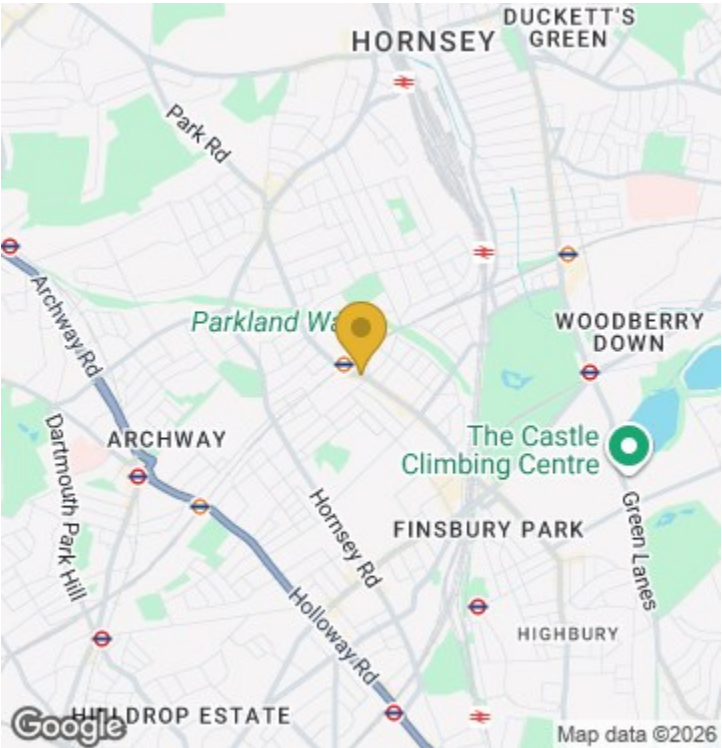 DUCKETT'S
GREEN
HORNSEY
Park Rd
Archway Rd
Parkland Wa
WOODBERRY
DOWN
ARCHWAY
The Castle
Climbing Centre
Dartmouth Park Hill
Hornsey Rd
FINSBURY PARK
Green Lanes
Holloway Rd
HIGHBURY
DROP ESTATE
Google
Map data ©2026